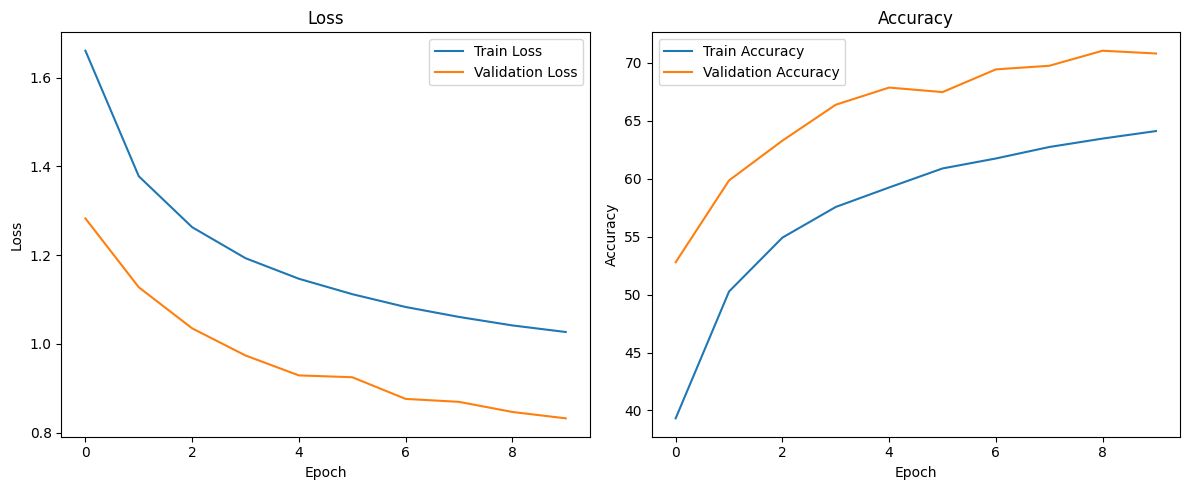 Loss
Train Loss
Validation Loss
1.6
1.4
1.2
1.0
0.8
Loss
0 2 4 6 8
Epoch
Accuracy
Train Accuracy
Validation Accuracy
70
65
60
55
50
45
40
Accuracy
0 2 4 6 8
Epoch